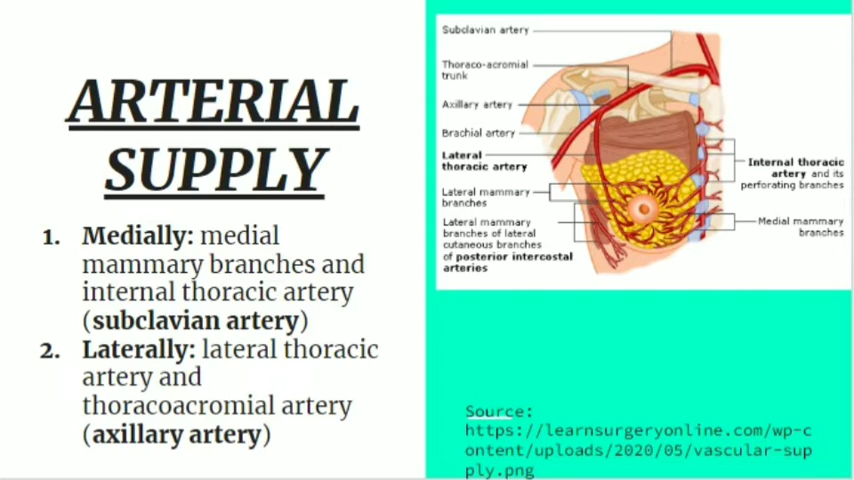 ARTERIAL
SUPPLY
1. Medially: medial
mammary branches and
internal thoracic artery
(subclavian artery)
2. Laterally: lateral thoracic
artery and
thoracoacromial artery
(axillary artery)
Subclavian artery
Thoraco-acromial
trunk
Axillary artery
Brachial artery
Lateral
thoracic artery
Lateral mammary
branches
Lateral mammary
branches of lateral
cutaneous branches
of posterior intercostal
arteries
Internal thoracic
artery and its
perforating branches
Medial mammary
branches
Source:
https://learnsurgeryonline.com/wp-c
ontent/uploads/2020/05/vascular-sup
ply.png